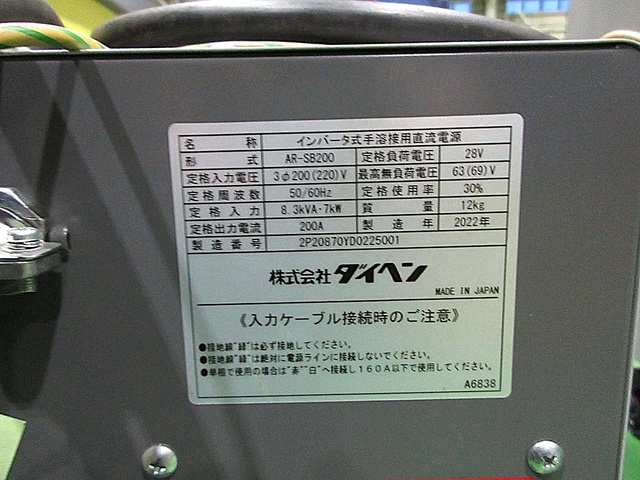 名称 インバータ式手溶接用直流電源
形式 AR-SB200 定格負荷電圧 28V
定格入力電圧 3φ200(220)V 最高無負荷電圧 63(69)V
定格周波数 50/60Hz 定格使用率 30%
定格入力 8.3kVA・7kW 質量 12kg
定格出力電流 200A 製造年 2022年
製造番号 2P20870YD0225001
株式会社ダイヘン
MADE IN JAPAN
《入力ケーブル接続時のご注意》
●接地線"緑"は必ず接地してください。
●接地線"緑"は絶対に電源ラインに接続しないでください。
●単相で使用の場合は"赤""白"へ接続し160A以下で使用してください。
A6838